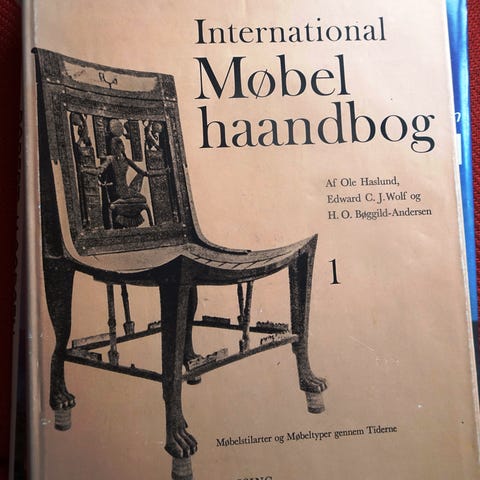 International
Møbel
haandbog
Af Ole Haslund,
Edward C. J. Wolf og
H. O. Bøggild-Andersen
1
Møbelstilarter og Møbeltyper gennem Tiderne